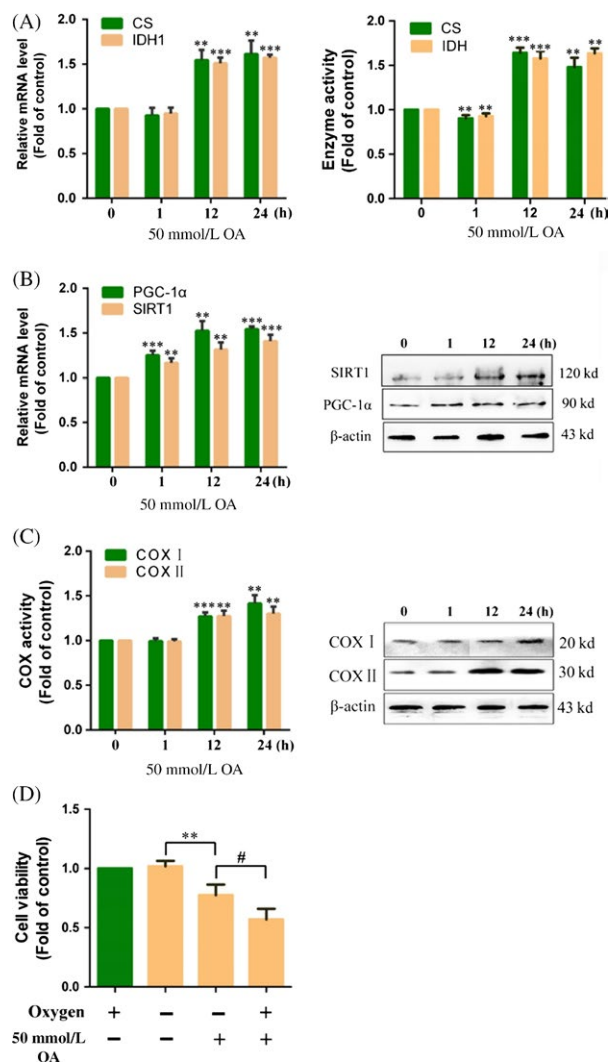 (A)
Relative mRNA level
(Fold of control)
2.0
1.5
1.0
0.5
0.0
CS
IDH1
** *** ** ***
0 1 12 24 (h)
50 mmol/L OA
Enzyme activity
(Fold of control)
2.0
1.5
1.0
0.5
0.0
CS
IDH
** ** *** *** ** **
0 1 12 24 (h)
50 mmol/L OA
(B)
Relative mRNA level
(Fold of control)
2.0
1.5
1.0
0.5
0.0
PGC-1α
SIRT1
*** ** ** ** *** ***
0 1 12 24 (h)
50 mmol/L OA
0 1 12 24 (h)
SIRT1 120 kd
PGC-1α 90 kd
β-actin 43 kd
(C)
COX activity
(Fold of control)
2.0
1.5
1.0
0.5
0.0
COX Ⅰ
COX Ⅱ
*** ** ** **
0 1 12 24 (h)
50 mmol/L OA
0 1 12 24 (h)
COX Ⅰ 20 kd
COX Ⅱ 30 kd
β-actin 43 kd
(D)
Cell viability
(Fold of control)
1.5
1.0
0.5
0.0
** #
Oxygen + − − +
50 mmol/L − − + +
OA